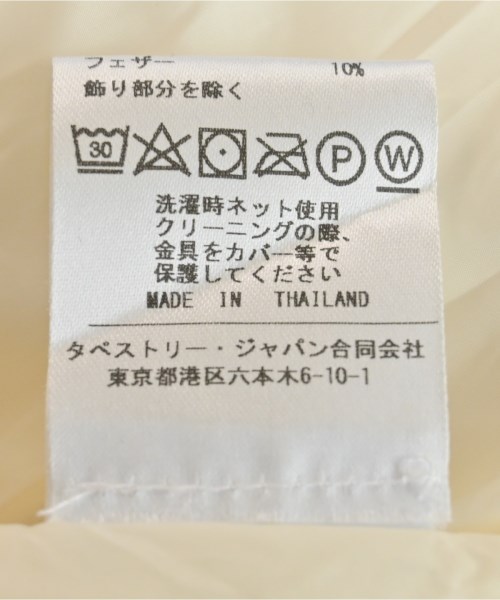 フェザー 10%
飾り部分を除く
30 P W
洗濯時ネット使用
クリーニングの際、
金具をカバー等で
保護してください
MADE IN THAILAND
タペストリー・ジャパン合同会社
東京都港区六本木6-10-1